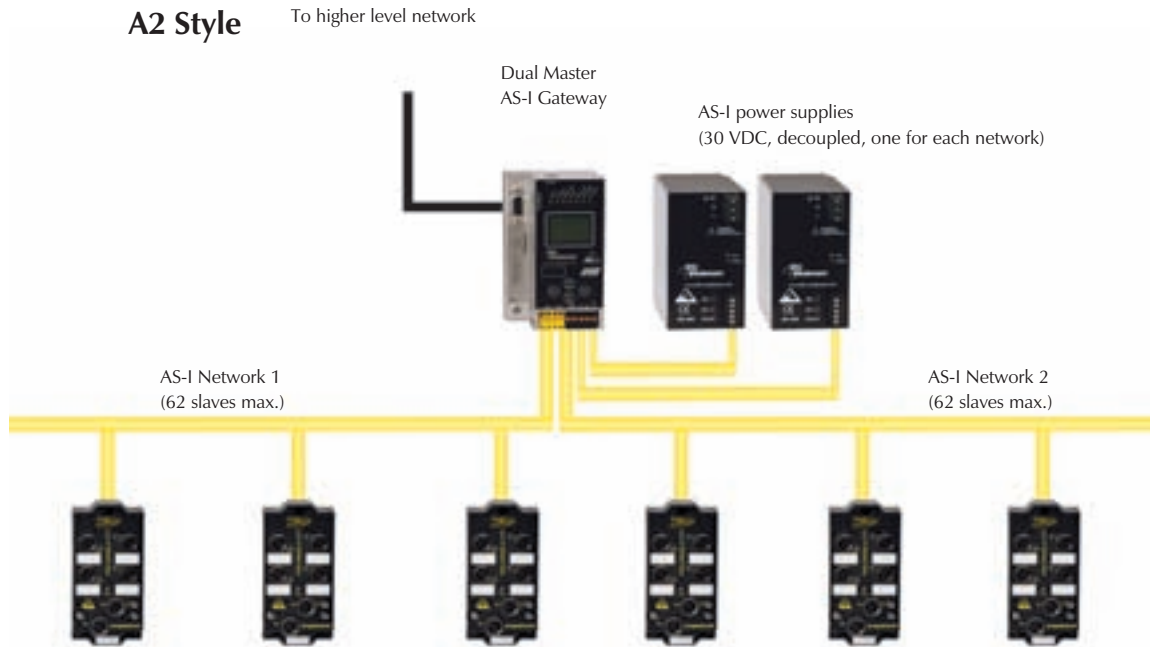 A2 Style
To higher level network
Dual Master
AS-I Gateway
AS-I power supplies
(30 VDC, decoupled, one for each network)
AS-I Network 1
(62 slaves max.)
AS-I Network 2
(62 slaves max.)